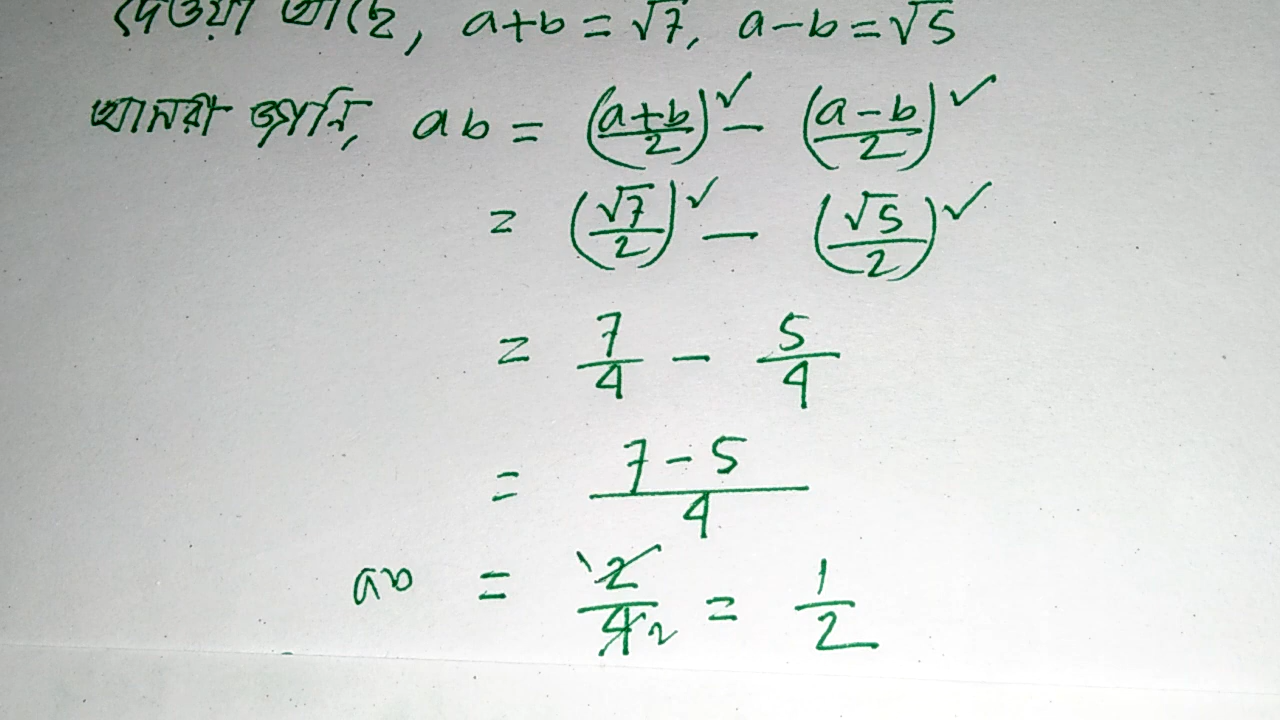 দেওয়া আছে, a+b = √7, a-b = √5
আমরা জানি, ab = ((a+b)/2)² - ((a-b)/2)²
= (√7/2)² - (√5/2)²
= 7/4 - 5/4
= (7-5)/4
ab = 2/4 = 1/2